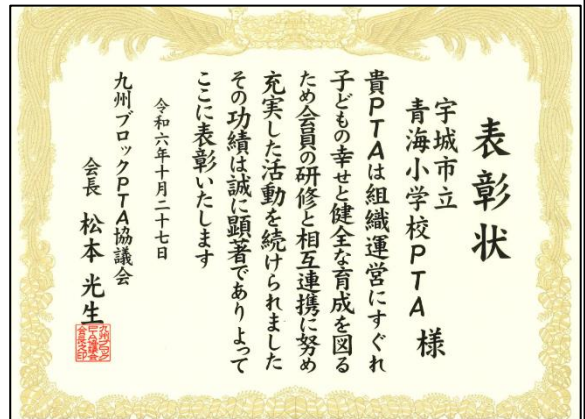 表彰状
宇城市立
青海小学校PTA 様
貴PTAは組織運営にすぐれ
子どもの幸せと健全な育成を図る
ため会員の研修と相互連携に努め
充実した活動を続けられました
その功績は誠に顕著でありよって
ここに表彰いたします
令和六年十月二十七日
九州ブロックPTA協議会
会長 松本光生